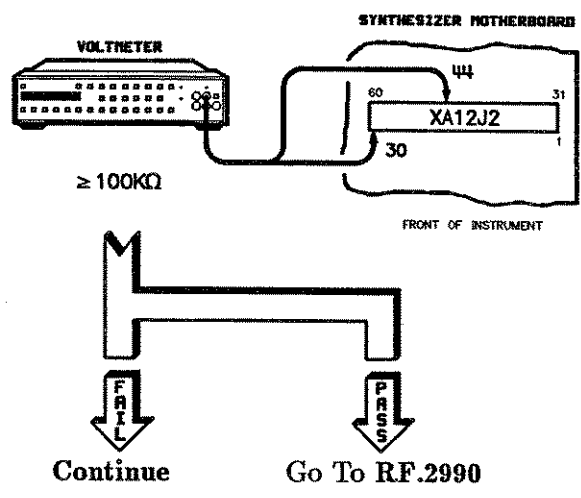 SYNTHESIZER MOTHERBOARD
VOLTMETER
44
60
31
XA12J2
30
1
≥ 100KΩ
FRONT OF INSTRUMENT
FAIL
PASS
Continue
Go To RF.2990